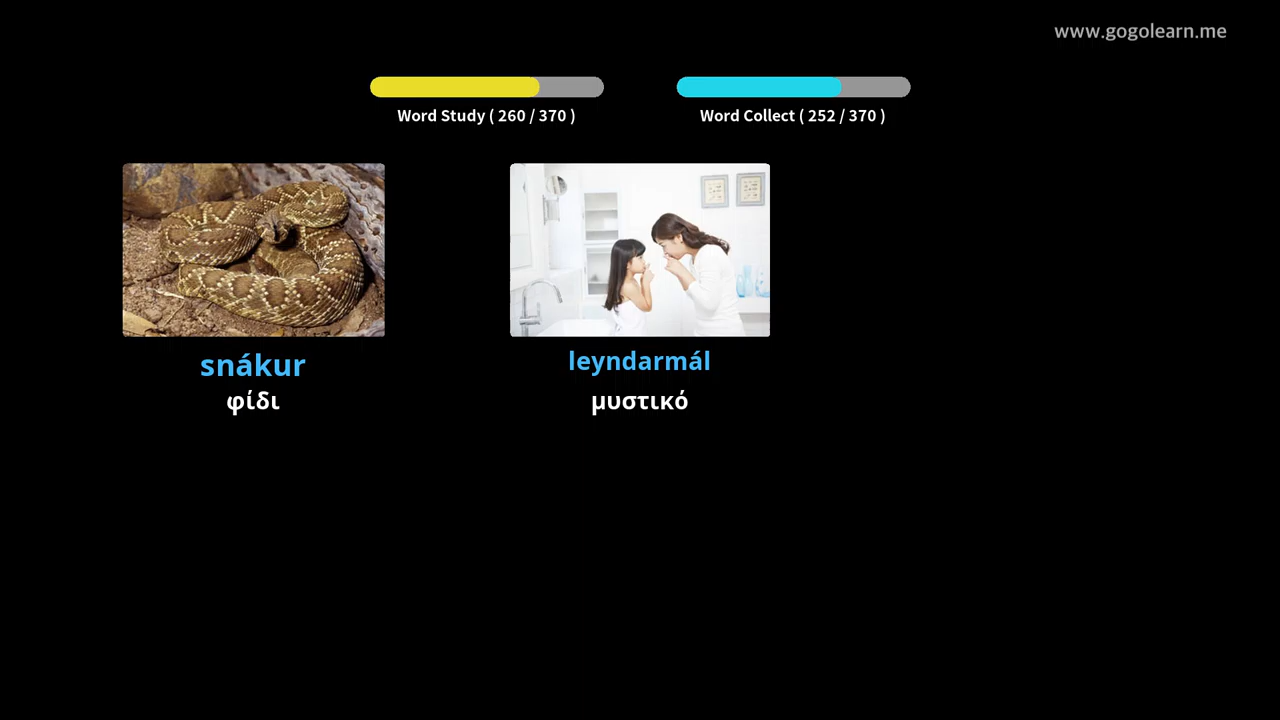 www.gogolearn.me
Word Study ( 260 / 370 )
Word Collect ( 252 / 370 )
snákur
φίδι
leyndarmál
μυστικό